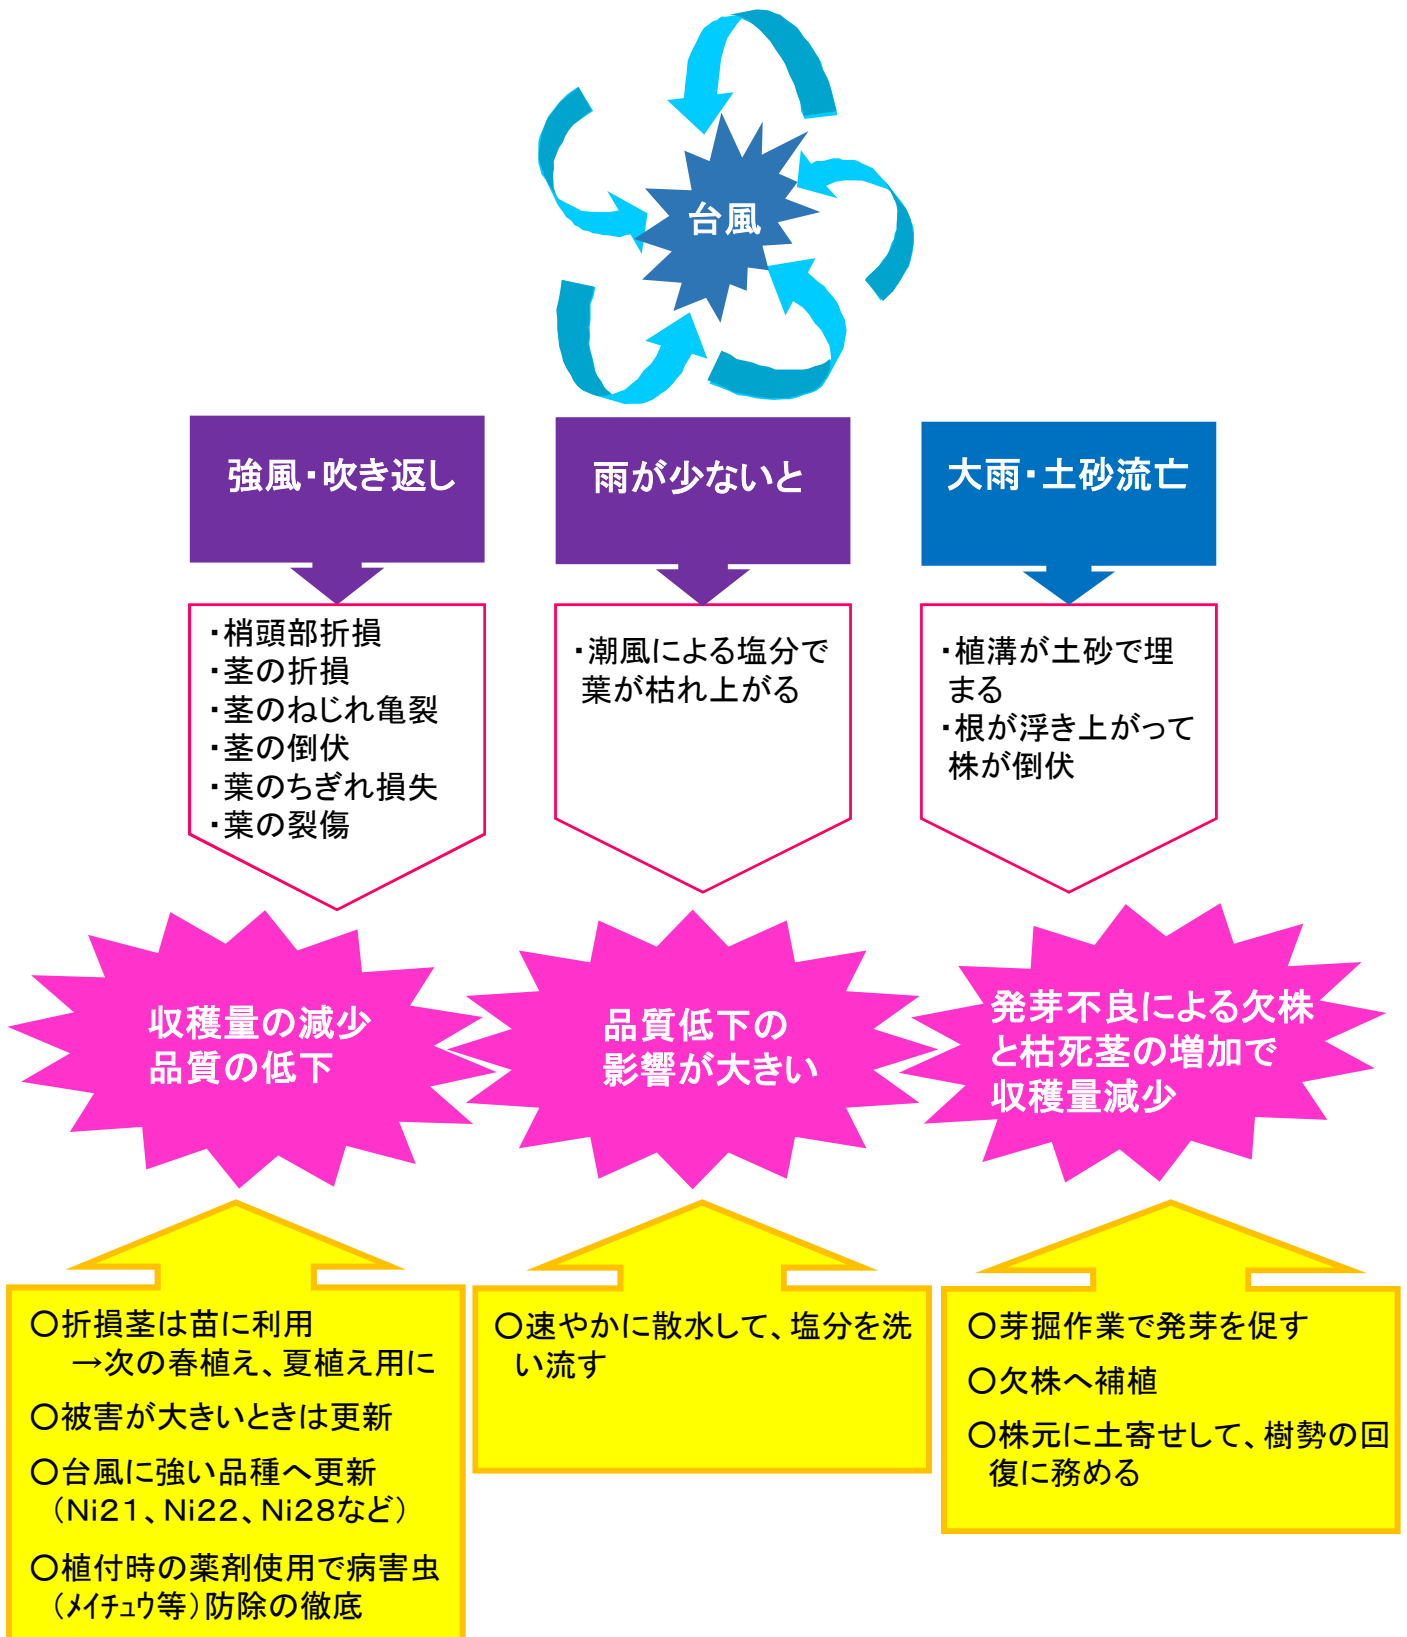 台風
強風・吹き返し
・梢頭部折損
・茎の折損
・茎のねじれ亀裂
・茎の倒伏
・葉のちぎれ損失
・葉の裂傷
収穫量の減少
品質の低下
○折損茎は苗に利用
→次の春植え、夏植え用に
○被害が大きいときは更新
○台風に強い品種へ更新
（Ni21、Ni22、Ni28など）
○植付時の薬剤使用で病害虫
（メイチュウ等）防除の徹底
雨が少ないと
・潮風による塩分で
葉が枯れ上がる
品質低下の
影響が大きい
○速やかに散水して、塩分を洗
い流す
大雨・土砂流亡
・植溝が土砂で埋
まる
・根が浮き上がって
株が倒伏
発芽不良による欠株
と枯死茎の増加で
収穫量減少
○芽掘作業で発芽を促す
○欠株へ補植
○株元に土寄せして、樹勢の回
復に務める